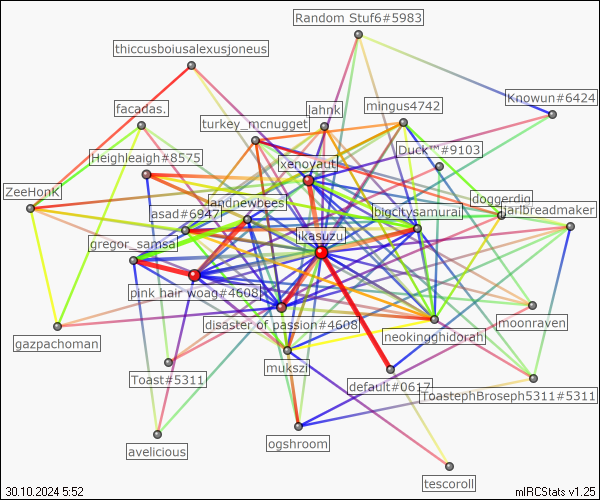 Random Stuf6#5983
thiccusboiusalexusjoneus
Knowun#6424
facadas.
lahnk
mingus4742
turkey_mcnugget
Duck™#9103
Heighleaigh#8575
xenoyaut
ZeeHonK
andnewbees
doggerdig
asad#6947
bigcitysamurai
jarlbreadmaker
gregor_samsa
ikasuzu
pink hair woag#4608
disaster of passion#4608
moonraven
gazpachoman
neokingghidorah
mukszi
Toast#5311
default#0617
ToastephBroseph5311#5311
avelicious
ogshroom
tescoroll
30.10.2024 5:52
mIRCStats v1.25